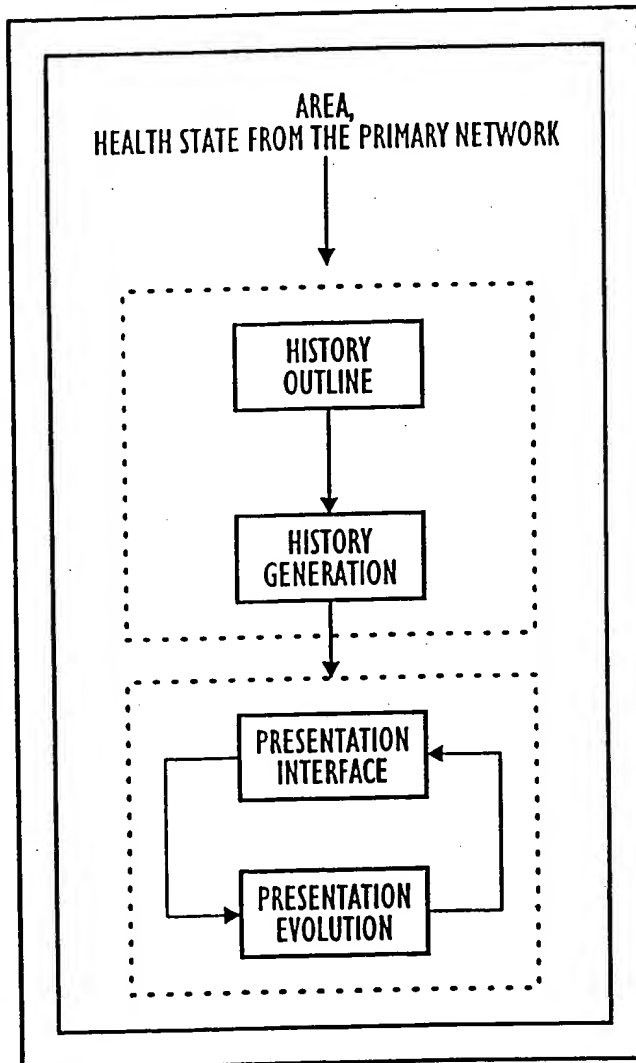 AREA,
HEALTH STATE FROM THE PRIMARY NETWORK
HISTORY
OUTLINE
HISTORY
GENERATION
PRESENTATION
INTERFACE
PRESENTATION
EVOLUTION